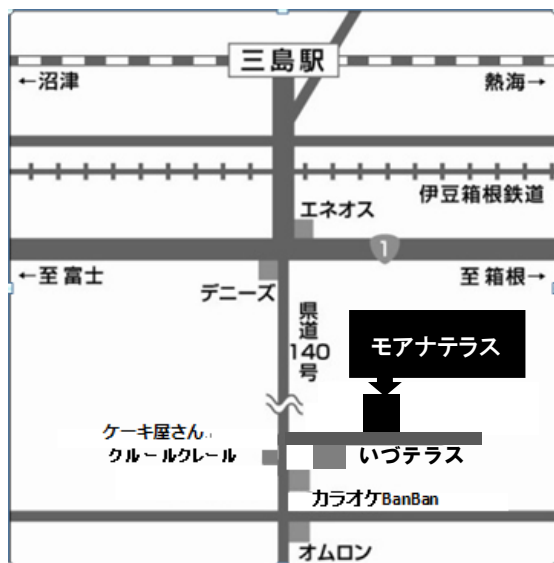 三島駅
←沼津
熱海→
伊豆箱根鉄道
エネオス
1
←至 富士
至 箱根→
デニーズ
県道140号
モアナテラス
ケーキ屋さん
クルールクレール
いづテラス
カラオケBanBan
オムロン